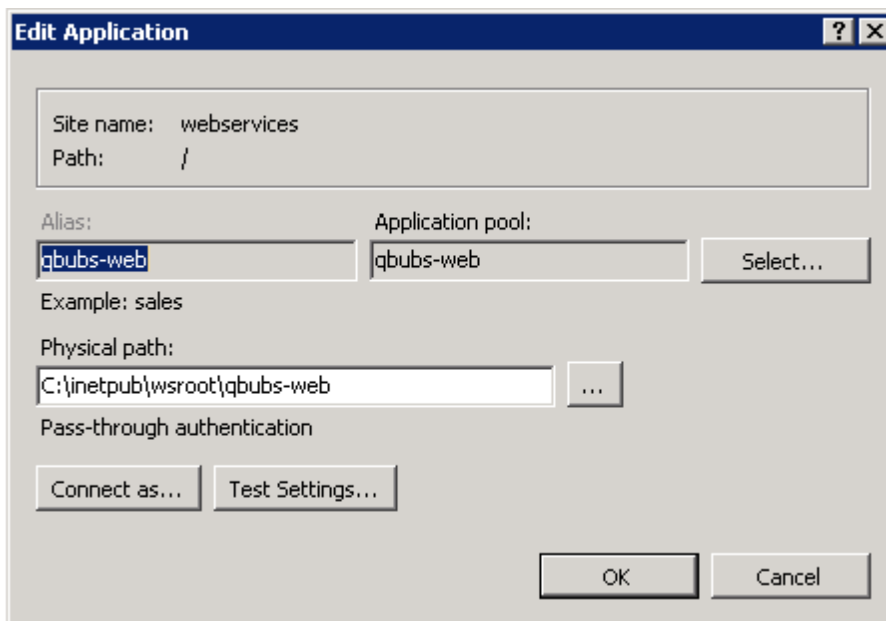 Edit Application
Site name: webservices
Path: /
Alias:
Application pool:
qbubs-web
qbubs-web
Select...
Example: sales
Physical path:
C:\inetpub\wsroot\qbubs-web
...
Pass-through authentication
Connect as...
Test Settings...
OK
Cancel